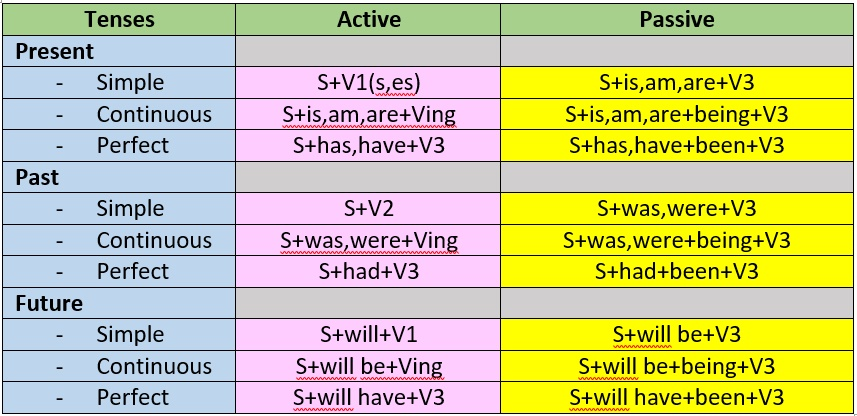 Tenses Active Passive
Present
- Simple S+V1(s,es) S+is,am,are+V3
- Continuous S+is,am,are+Ving S+is,am,are+being+V3
- Perfect S+has,have+V3 S+has,have+been+V3
Past
- Simple S+V2 S+was,were+V3
- Continuous S+was,were+Ving S+was,were+being+V3
- Perfect S+had+V3 S+had+been+V3
Future
- Simple S+will+V1 S+will be+V3
- Continuous S+will be+Ving S+will be+being+V3
- Perfect S+will have+V3 S+will have+been+V3